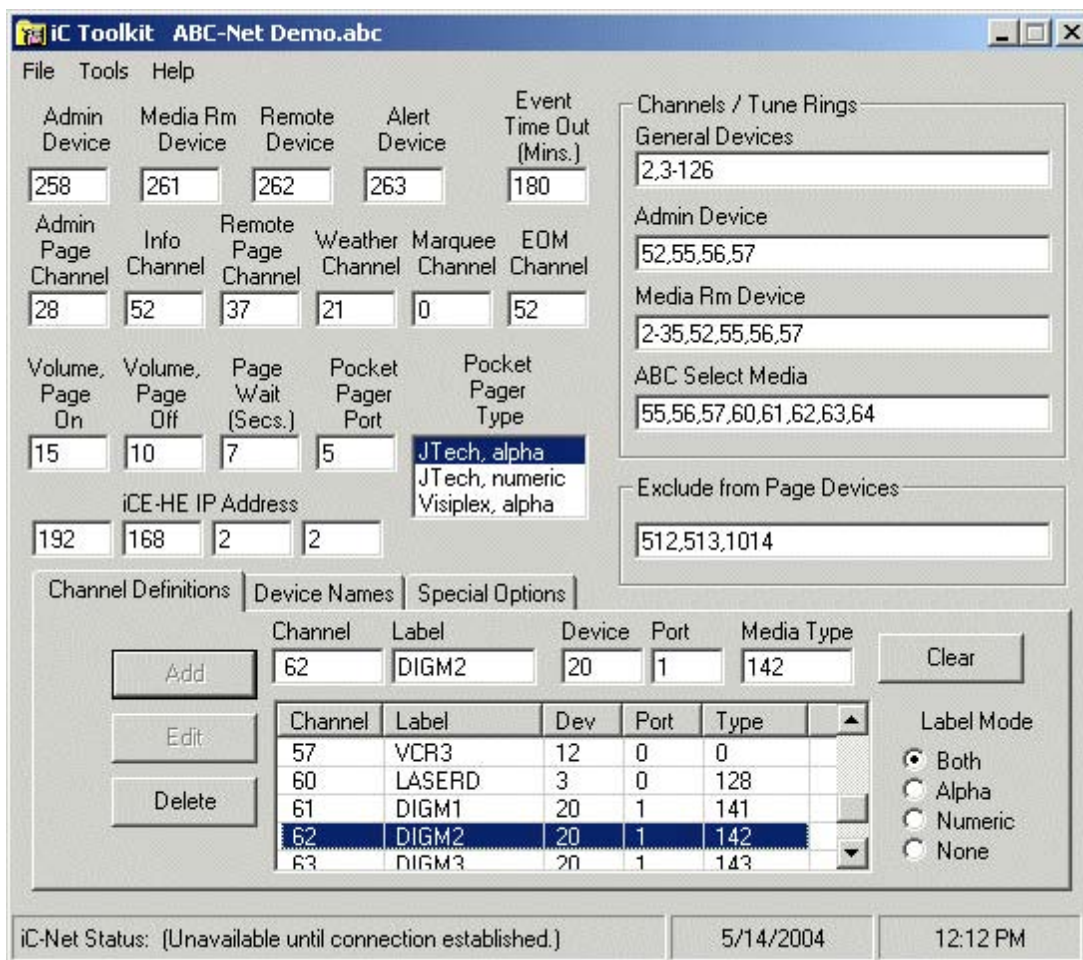 iC Toolkit ABC-Net Demo.abc
File Tools Help
Admin Device
Media Rm Device
Remote Device
Alert Device
Event Time Out (Mins.)
258
261
262
263
180
Admin Page Channel
Info Channel
Remote Page Channel
Weather Channel
Marquee Channel
EOM Channel
28
52
37
21
0
52
Volume, Page On
Volume, Page Off
Page Wait (Secs.)
Pocket Pager Port
Pocket Pager Type
15
10
7
5
JTech, alpha
JTech, numeric
Visiplex, alpha
iCE-HE IP Address
192
168
2
2
Channels / Tune Rings
General Devices
2,3-126
Admin Device
52,55,56,57
Media Rm Device
2-35,52,55,56,57
ABC Select Media
55,56,57,60,61,62,63,64
Exclude from Page Devices
512,513,1014
Channel Definitions Device Names Special Options
Channel Label Device Port Media Type
62 DIGM2 20 1 142
Add
Edit
Delete
Clear
Channel Label Dev Port Type
57 VCR3 12 0 0
60 LASERD 3 0 128
61 DIGM1 20 1 141
62 DIGM2 20 1 142
63 DIGM3 20 1 143
Label Mode
Both
Alpha
Numeric
None
iC-Net Status: (Unavailable until connection established.)
5/14/2004
12:12 PM